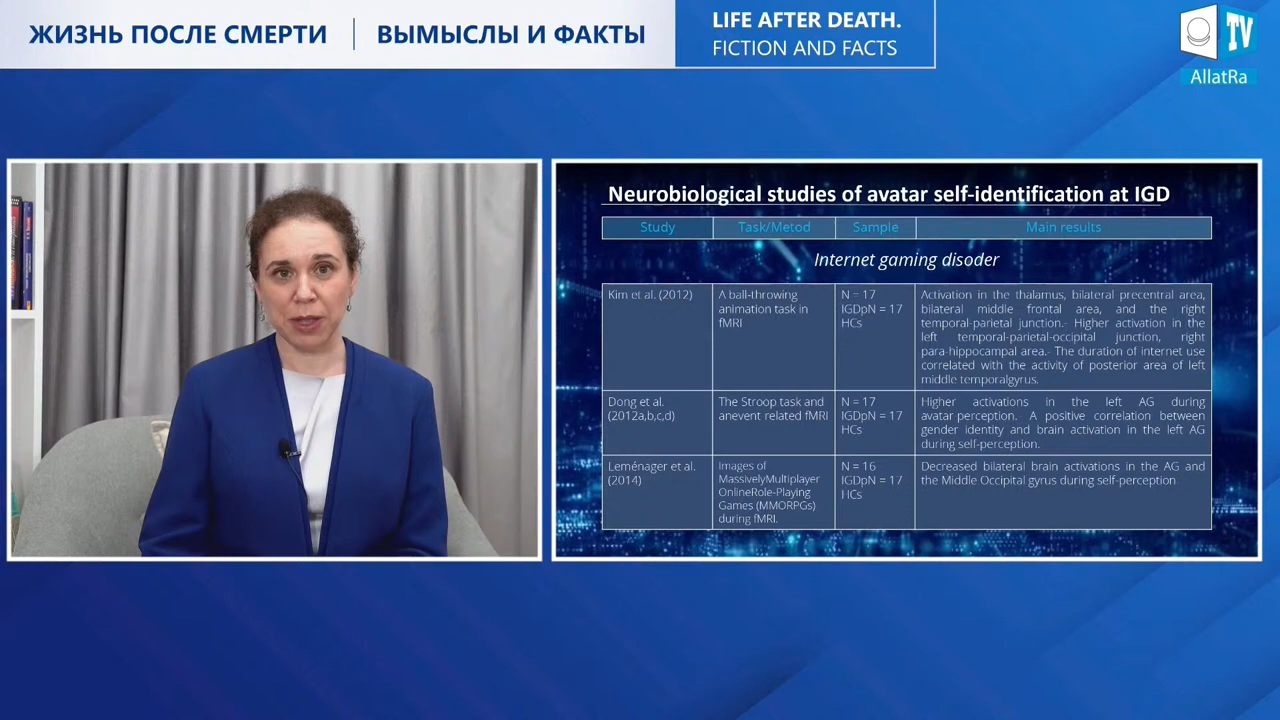 ЖИЗНЬ ПОСЛЕ СМЕРТИ
ВЫМЫСЛЫ И ФАКТЫ
LIFE AFTER DEATH.
FICTION AND FACTS
TV
AllatRa
Neurobiological studies of avatar self-identification at IGD
Study Task/Metod Sample Main results
Internet gaming disoder
Kim et al. (2012)
A ball-throwing
animation task in
fMRI
N = 17
IGDpN = 17
HCs
Activation in the thalamus, bilateral precentral area,
bilateral middle frontal area, and the right
temporal-parietal junction.- Higher activation in the
left temporal-parietal-occipital junction, right
para-hippocampal area.- The duration of internet use
correlated with the activity of posterior area of left
middle temporalgyrus.
Dong et al.
(2012a,b,c,d)
The Stroop task and
anevent related fMRI
N = 17
IGDpN = 17
HCs
Higher activations in the left AG during
avatar perception. A positive correlation between
gender identity and brain activation in the left AG
during self-perception.
Leménager et al.
(2014)
Images of
MassivelyMultiplayer
OnlineRole-Playing
Games (MMORPGs)
during fMRI.
N = 16
IGDpN = 17
HCs
Decreased bilateral brain activations in the AG and
the Middle Occipital gyrus during self-perception